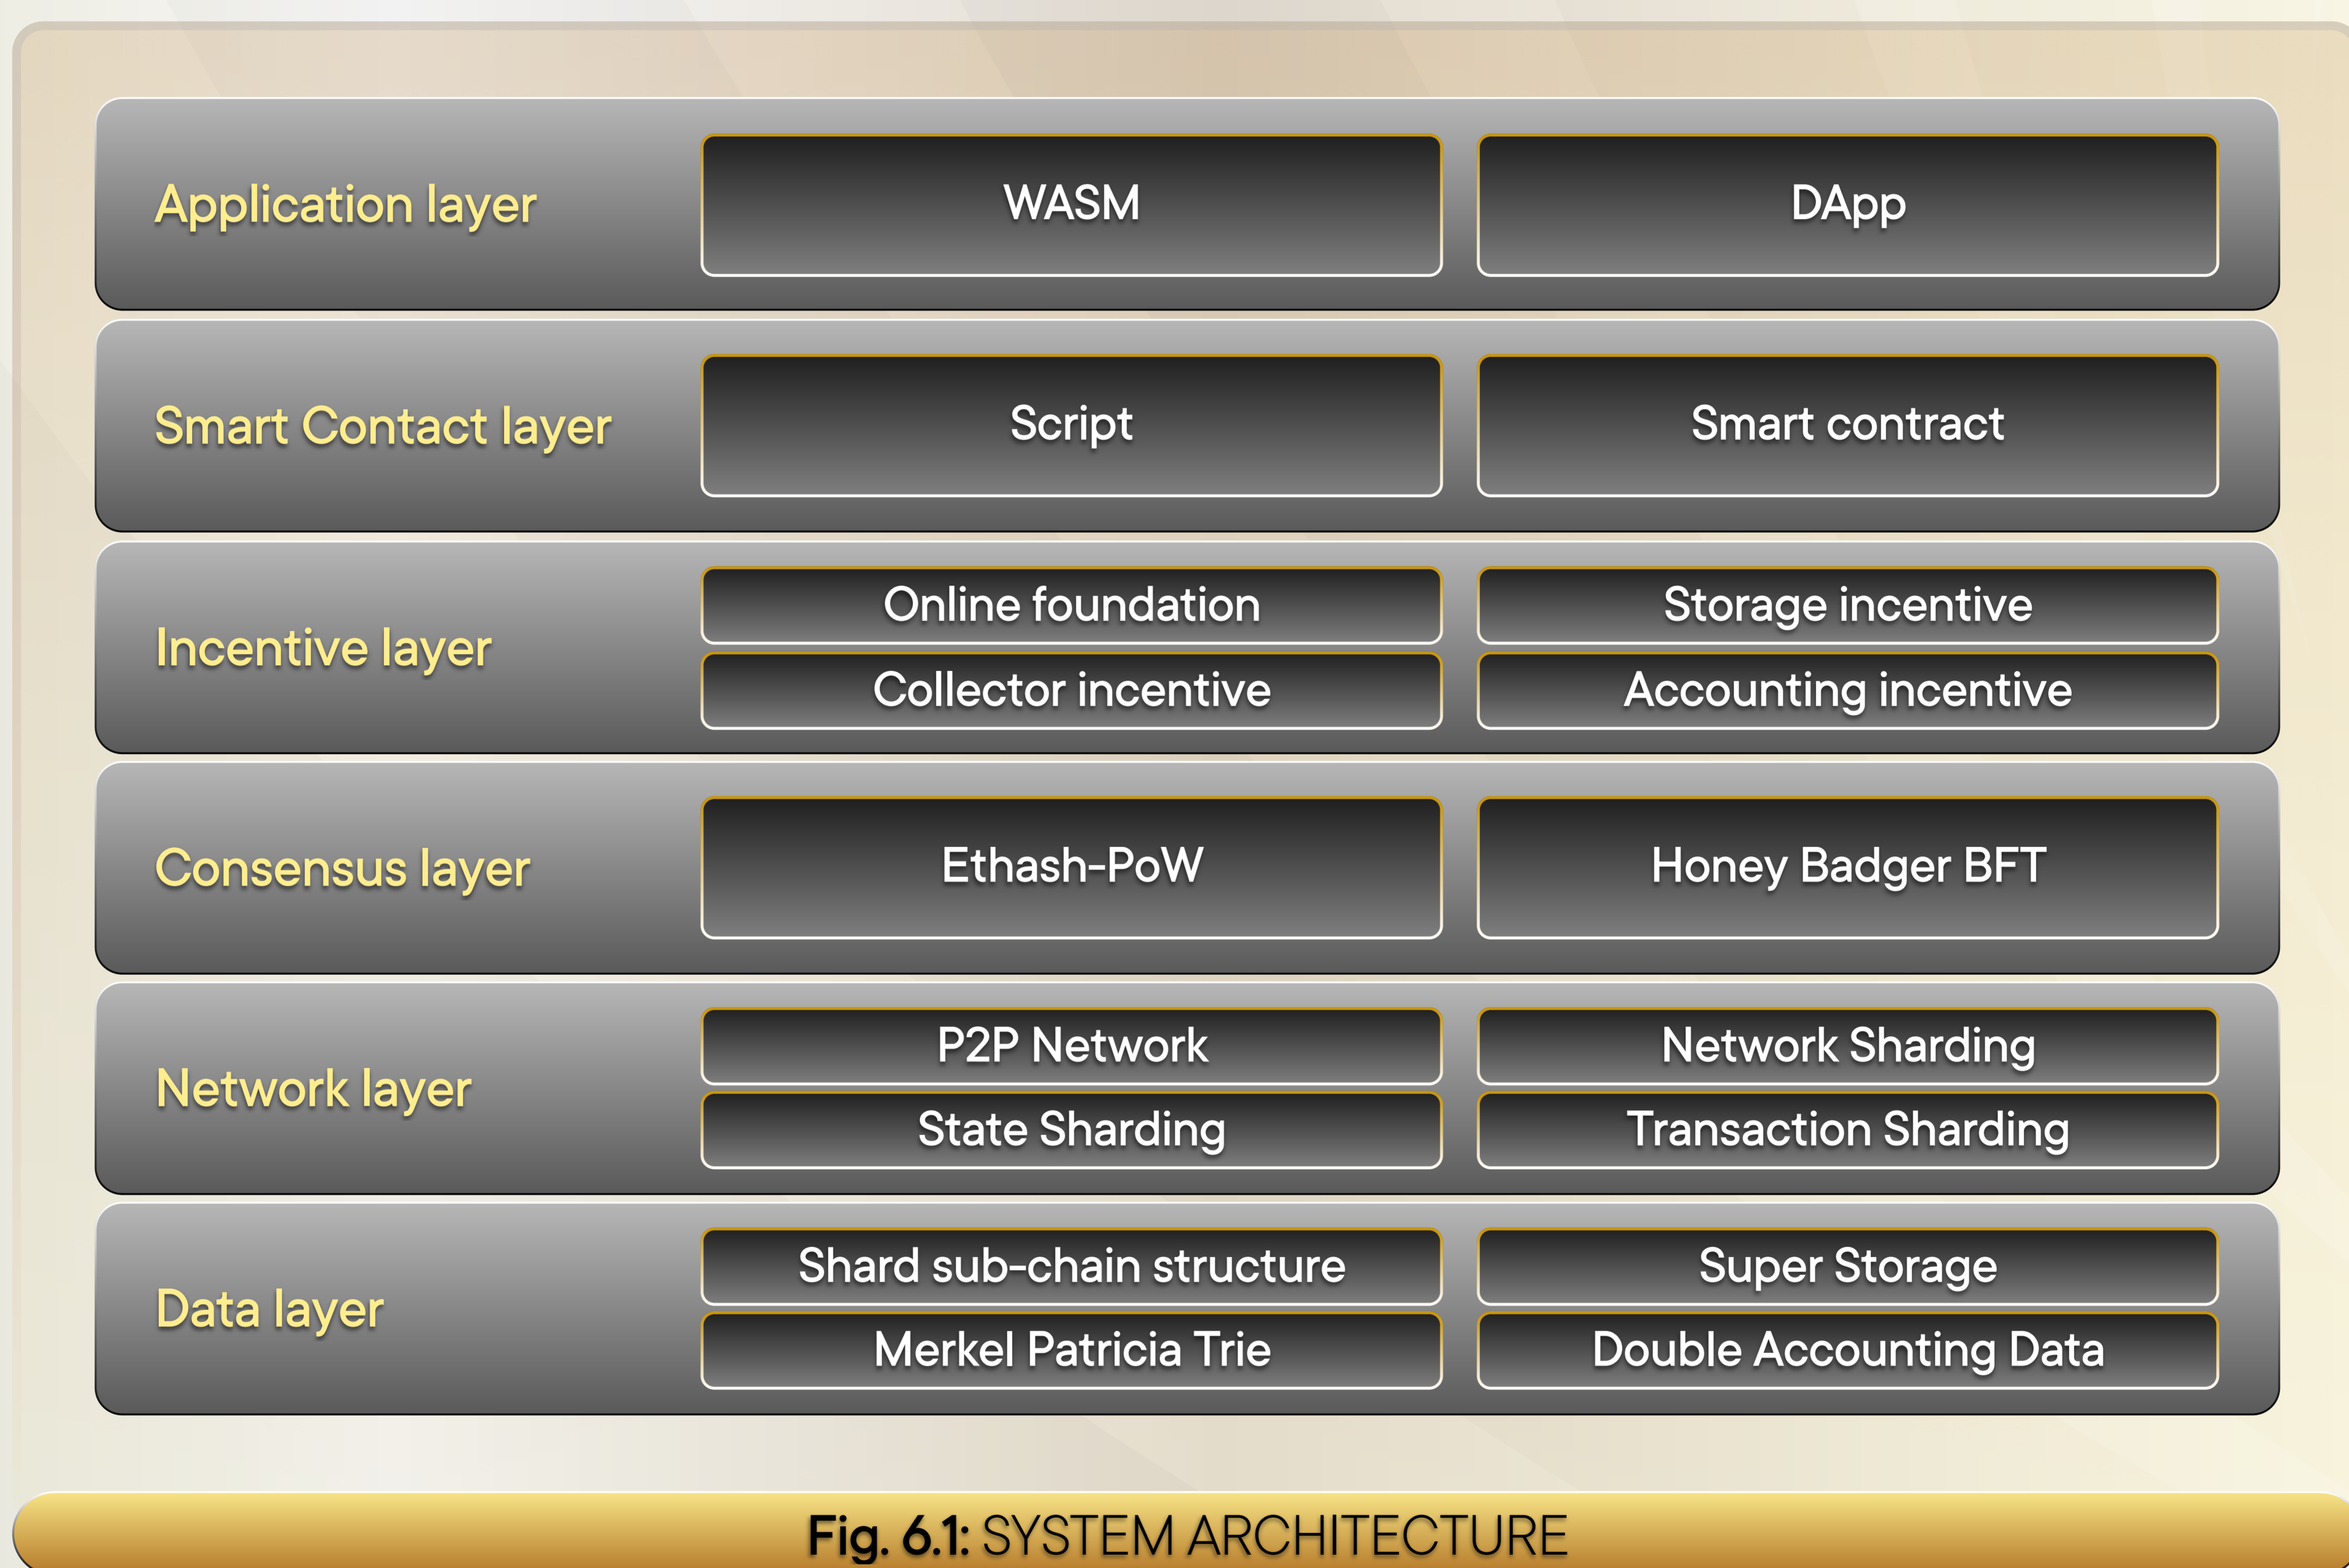 Application layer
WASM
DApp
Smart Contact layer
Script
Smart contract
Incentive layer
Online foundation
Storage incentive
Collector incentive
Accounting incentive
Consensus layer
Ethash-PoW
Honey Badger BFT
Network layer
P2P Network
Network Sharding
State Sharding
Transaction Sharding
Data layer
Shard sub-chain structure
Super Storage
Merkel Patricia Trie
Double Accounting Data
Fig. 6.1: SYSTEM ARCHITECTURE